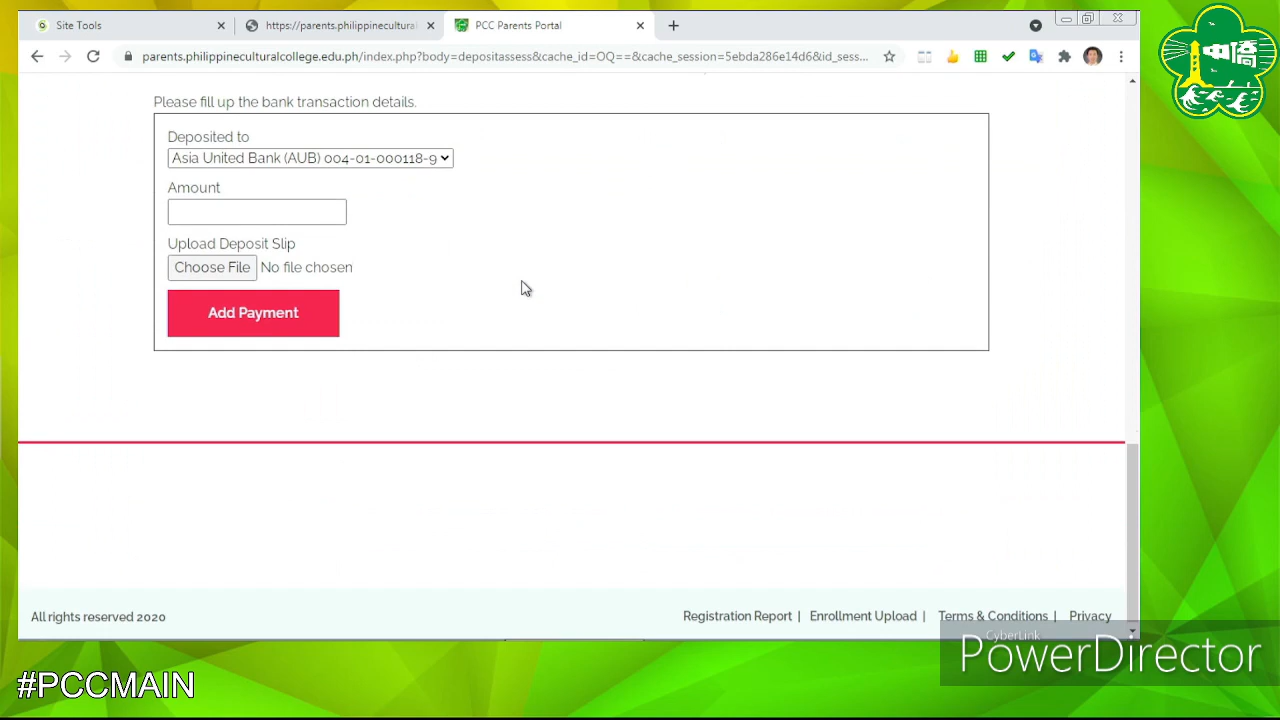 Site Tools
https://parents.philippinecultural
PCC Parents Portal
parents.philippineculturalcollege.edu.ph/index.php?body=depositassess&cache_id=OQ==&cache_session=5ebda286e14d6&id_sess...
中僑
Please fill up the bank transaction details.
Deposited to
Asia United Bank (AUB) 004-01-000118-9
Amount
Upload Deposit Slip
Choose File No file chosen
Add Payment
All rights reserved 2020
Registration Report | Enrollment Upload | Terms & Conditions | Privacy
CyberLink
PowerDirector
#PCCMAIN